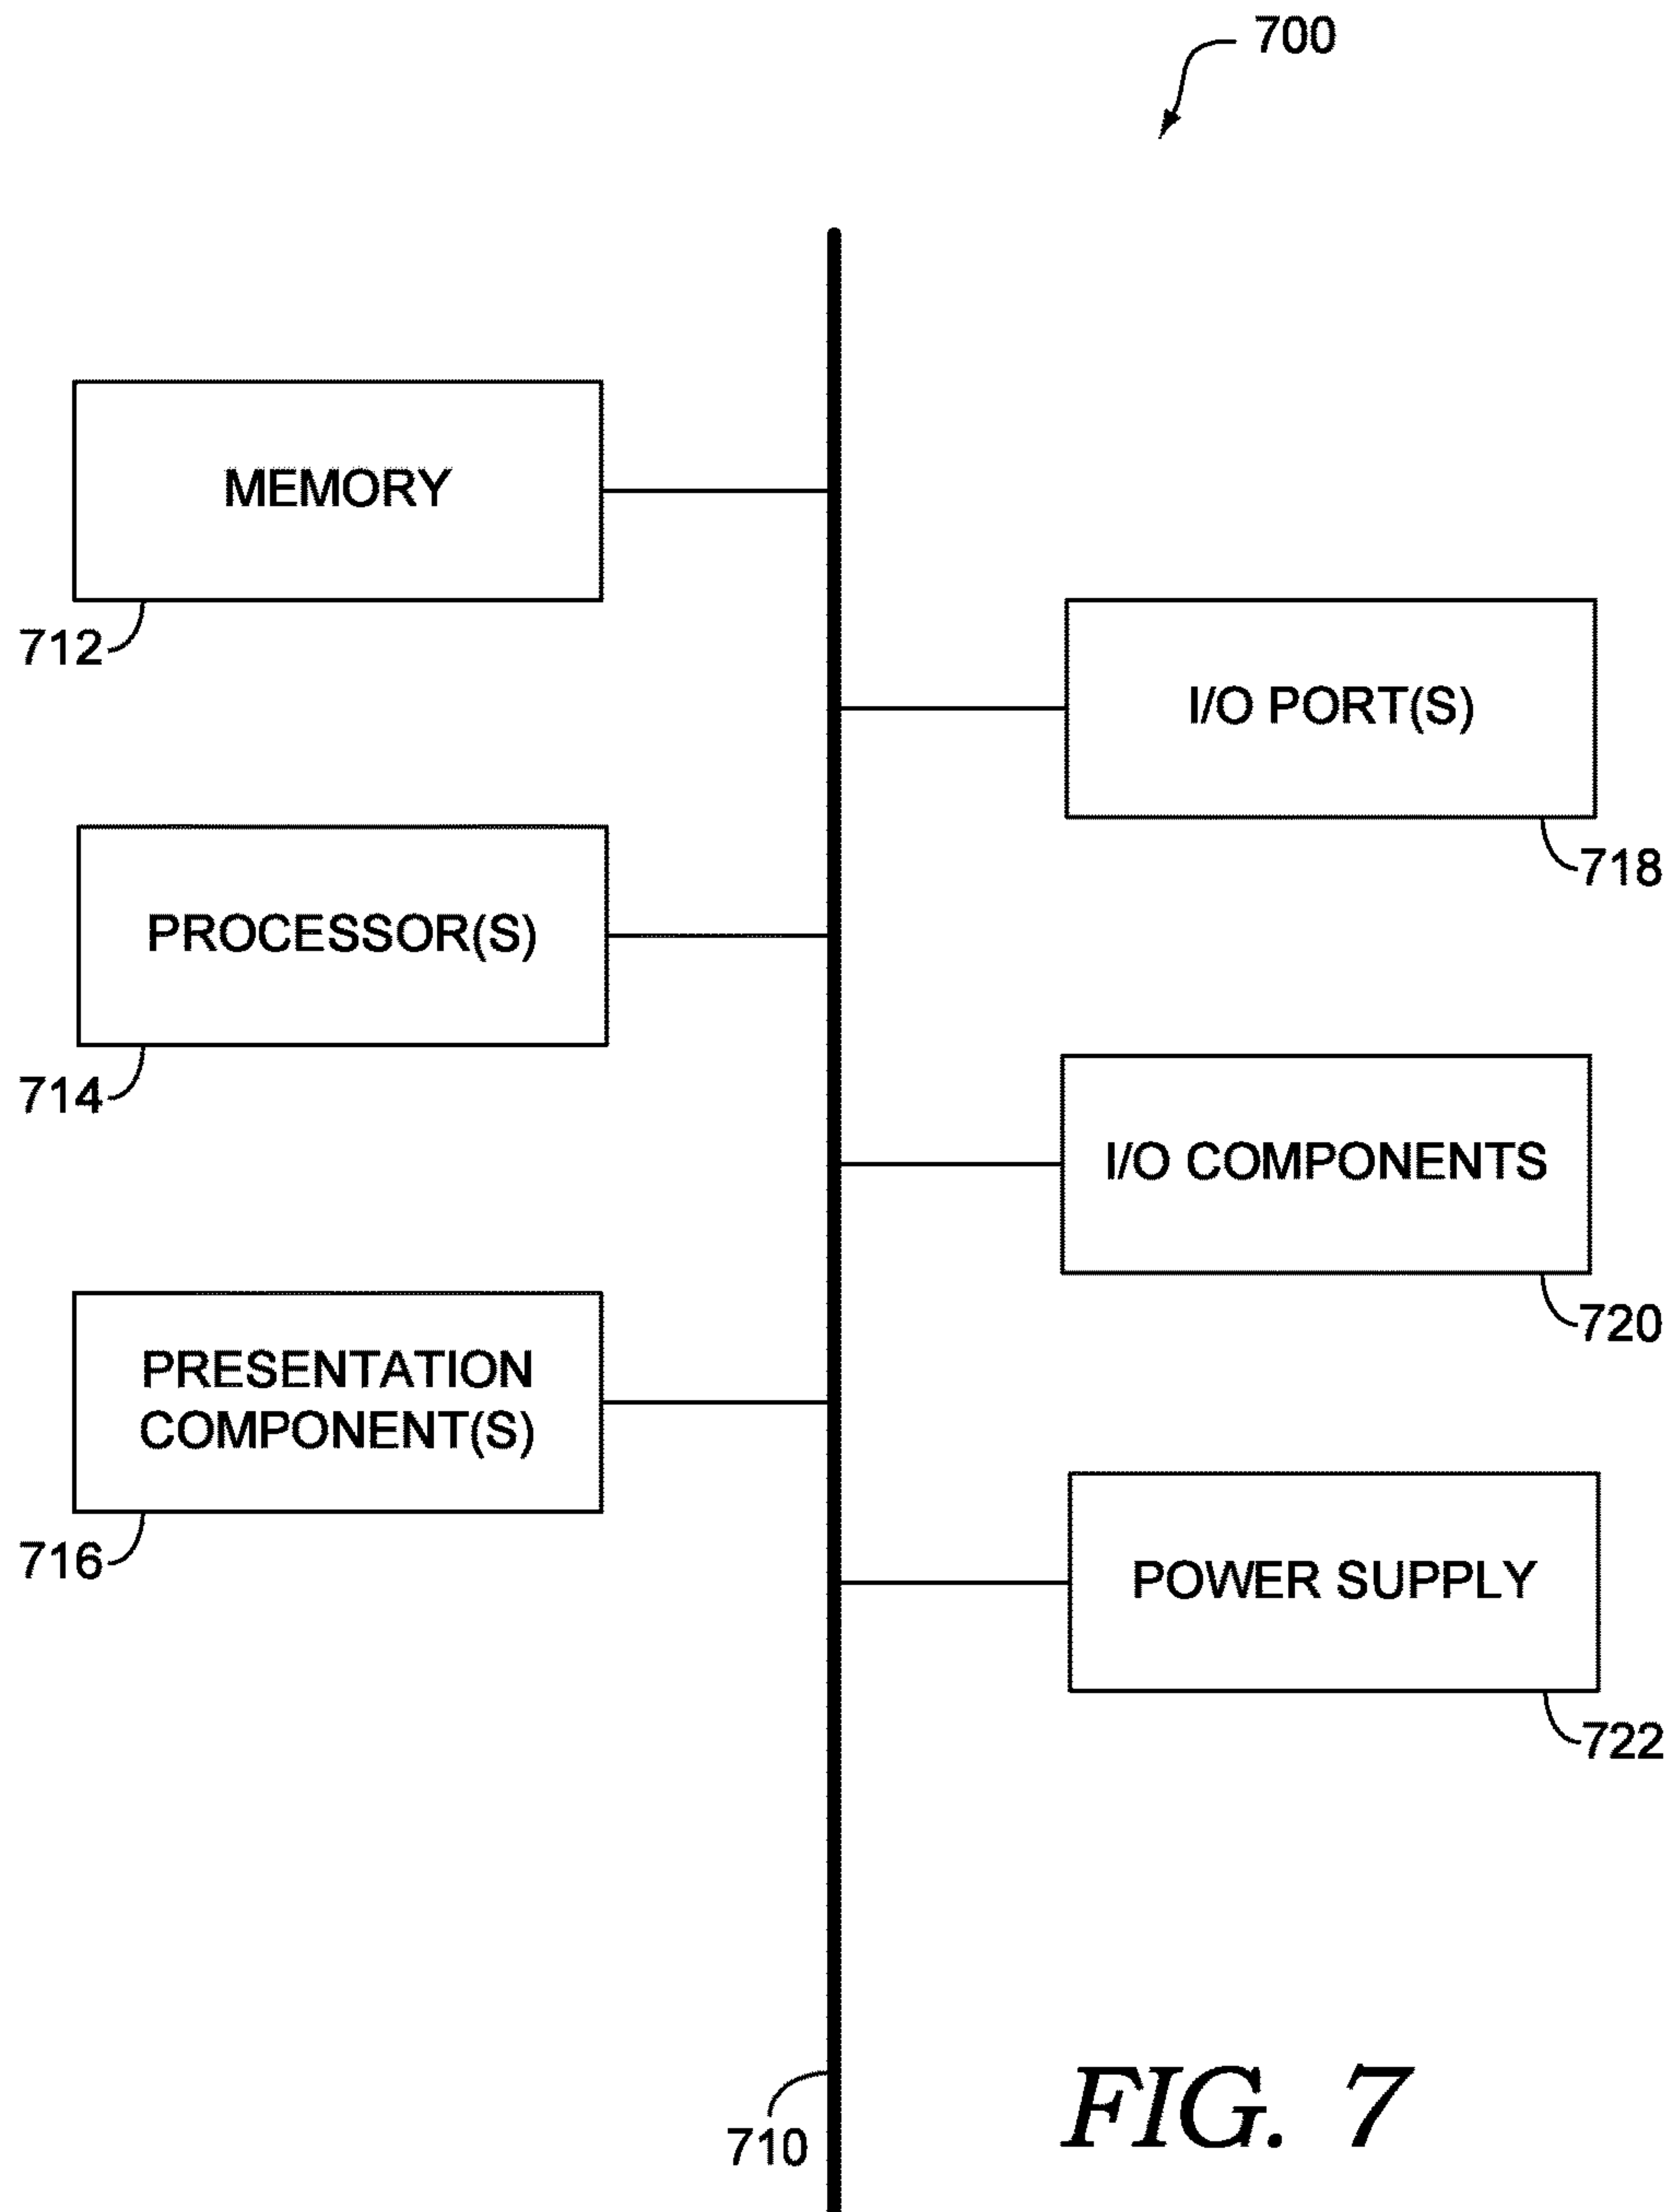 700
MEMORY
712
I/O PORT(S)
718
PROCESSOR(S)
714
I/O COMPONENTS
720
PRESENTATION
COMPONENT(S)
716
POWER SUPPLY
722
710
FIG. 7